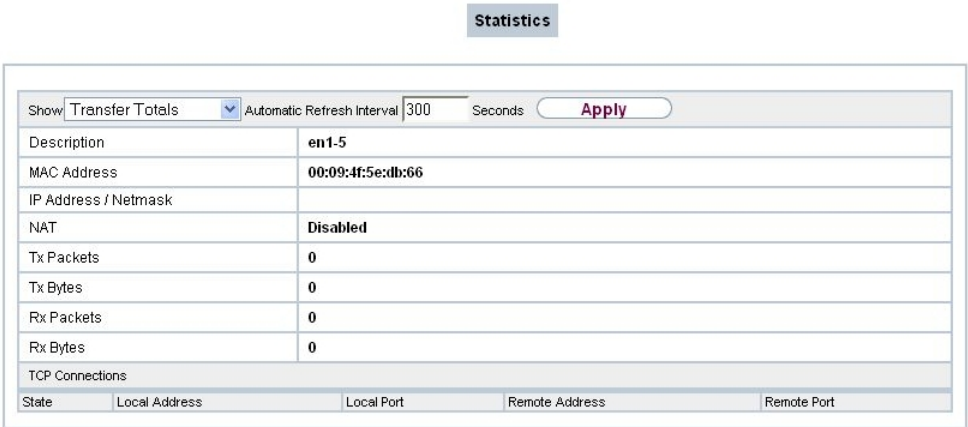 Statistics
Show Transfer Totals Automatic Refresh Interval 300 Seconds Apply
Description en1-5
MAC Address 00:09:4f:5e:db:66
IP Address / Netmask
NAT Disabled
Tx Packets 0
Tx Bytes 0
Rx Packets 0
Rx Bytes 0
TCP Connections
State Local Address Local Port Remote Address Remote Port